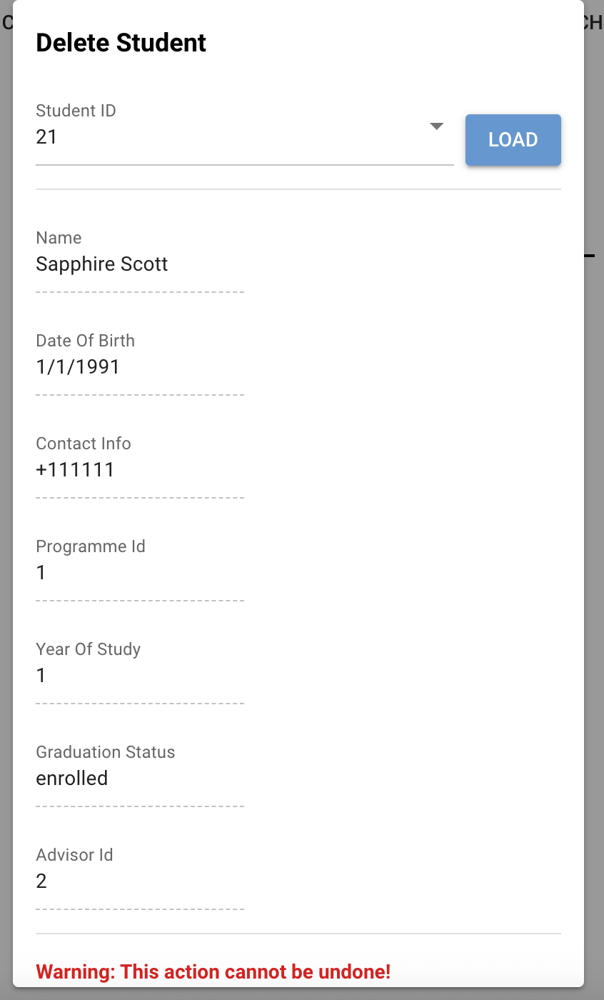 Delete Student
Student ID
21
LOAD
Name
Sapphire Scott
Date Of Birth
1/1/1991
Contact Info
+111111
Programme Id
1
Year Of Study
1
Graduation Status
enrolled
Advisor Id
2
Warning: This action cannot be undone!